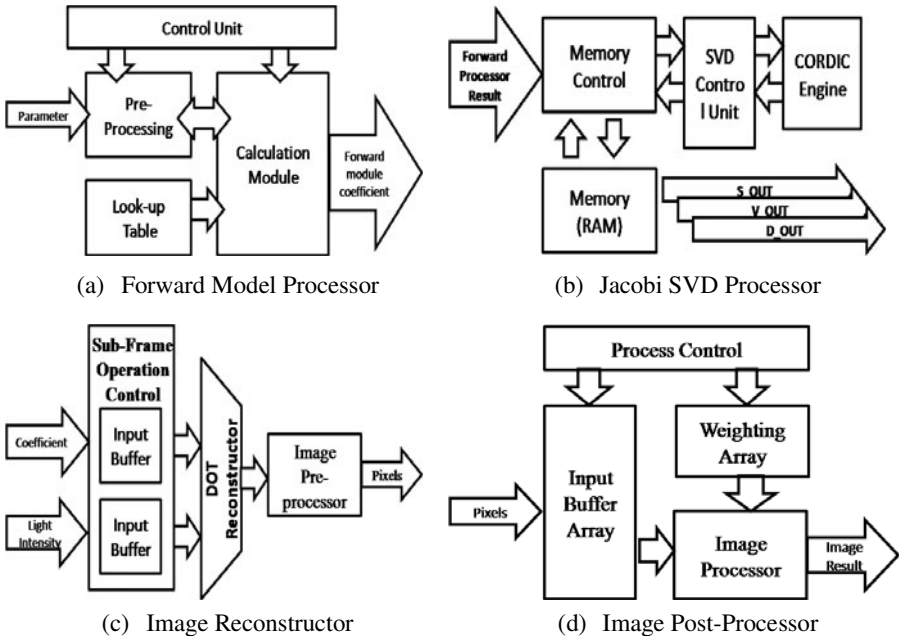 Control Unit
Parameter
Pre-
Processing
Calculation
Module
Forward
module
coefficient
Look-up
Table
(a) Forward Model Processor
Forward
Processor
Result
Memory
Control
SVD
Contro
l Unit
CORDIC
Engine
Memory
(RAM)
S_OUT
V_OUT
D_OUT
(b) Jacobi SVD Processor
Sub-Frame
Operation
Control
Coefficient
Input
Buffer
Light
Intensity
Input
Buffer
DOT
Reconstructor
Image
Pre-
processor
Pixels
(c) Image Reconstructor
Process Control
Pixels
Input
Buffer
Array
Weighting
Array
Image
Processor
Image
Result
(d) Image Post-Processor